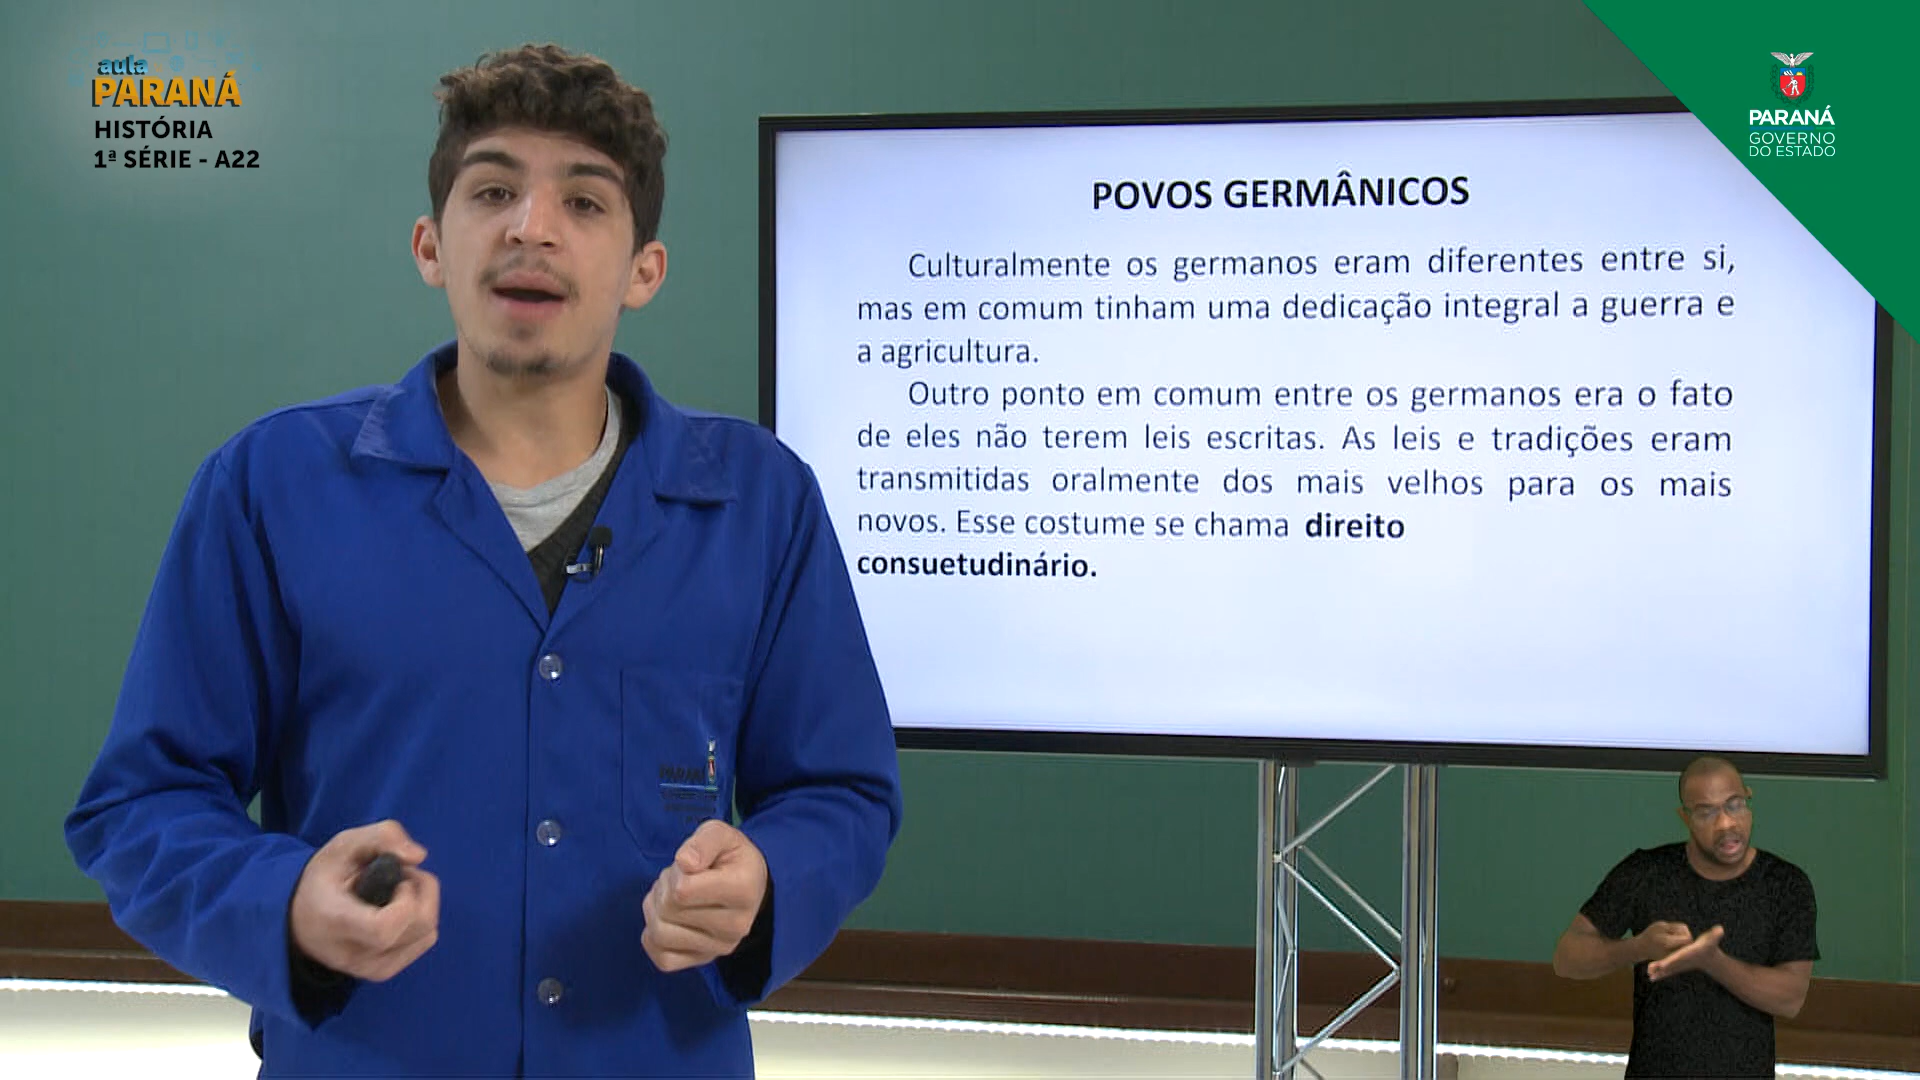 aula
PARANÁ
HISTÓRIA
1ª SÉRIE - A22
PARANÁ
GOVERNO
DO ESTADO
POVOS GERMÂNICOS
Culturalmente os germanos eram diferentes entre si,
mas em comum tinham uma dedicação integral a guerra e
a agricultura.
Outro ponto em comum entre os germanos era o fato
de eles não terem leis escritas. As leis e tradições eram
transmitidas oralmente dos mais velhos para os mais
novos. Esse costume se chama direito
consuetudinário.
PARANÁ